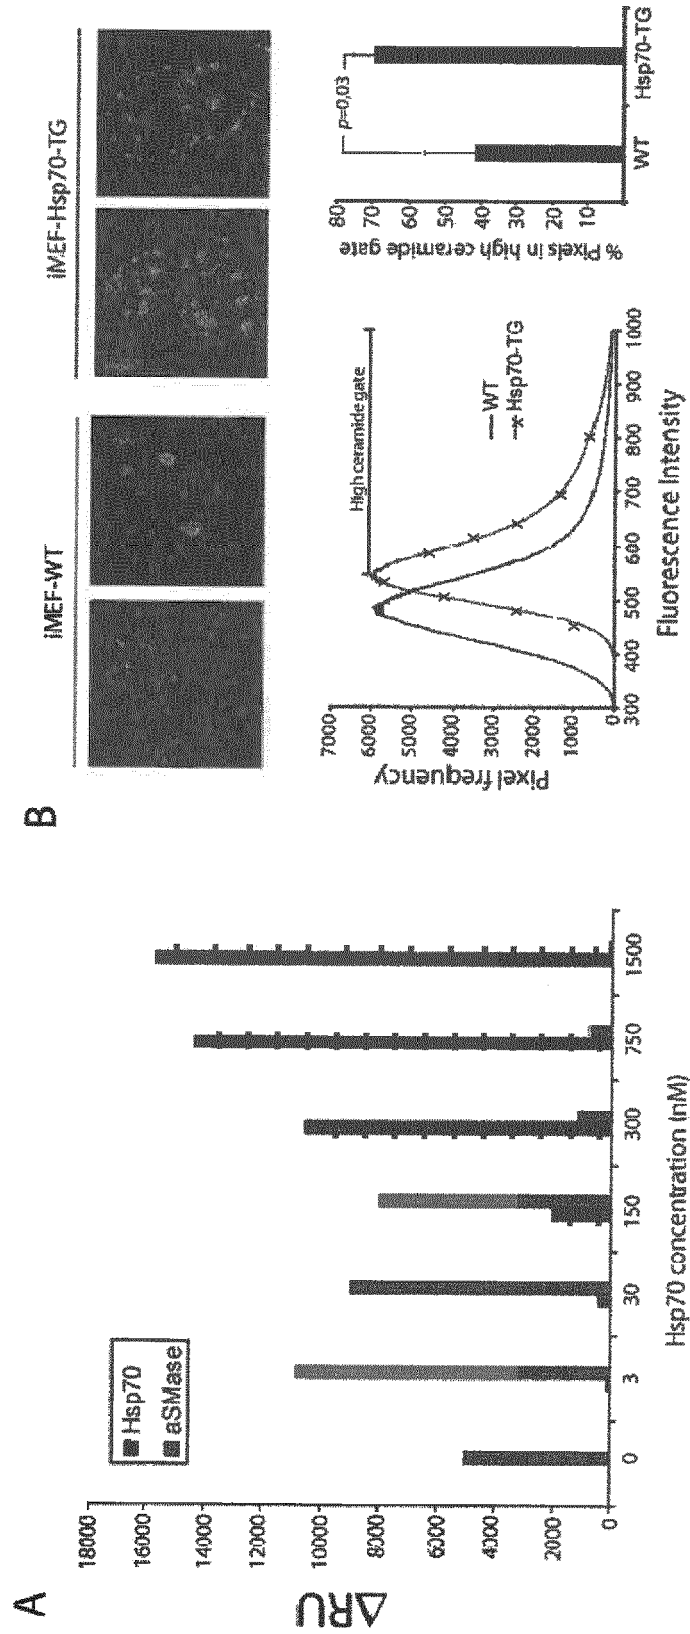 A
ΔRU
18000
16000
14000
12000
10000
8000
6000
4000
2000
0
Hsp70
aSMase
0
3
30
150
300
750
1500
Hsp70 concentration (nM)
B
iMEF-WT
iMEF-Hsp70-TG
Pixel frequency
7000
6000
5000
4000
3000
2000
1000
0
High ceramide gate
WT
Hsp70-TG
300
400
500
600
700
800
900
1000
Fluorescence Intensity
% Pixels in high ceramide gate
80
70
60
50
40
30
20
10
p=0,03
WT
Hsp70-TG